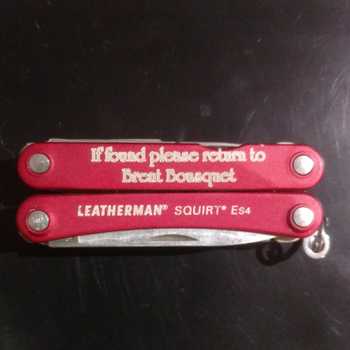 If found please return to
Brent Bousquet
LEATHERMAN® SQUIRT® ES4